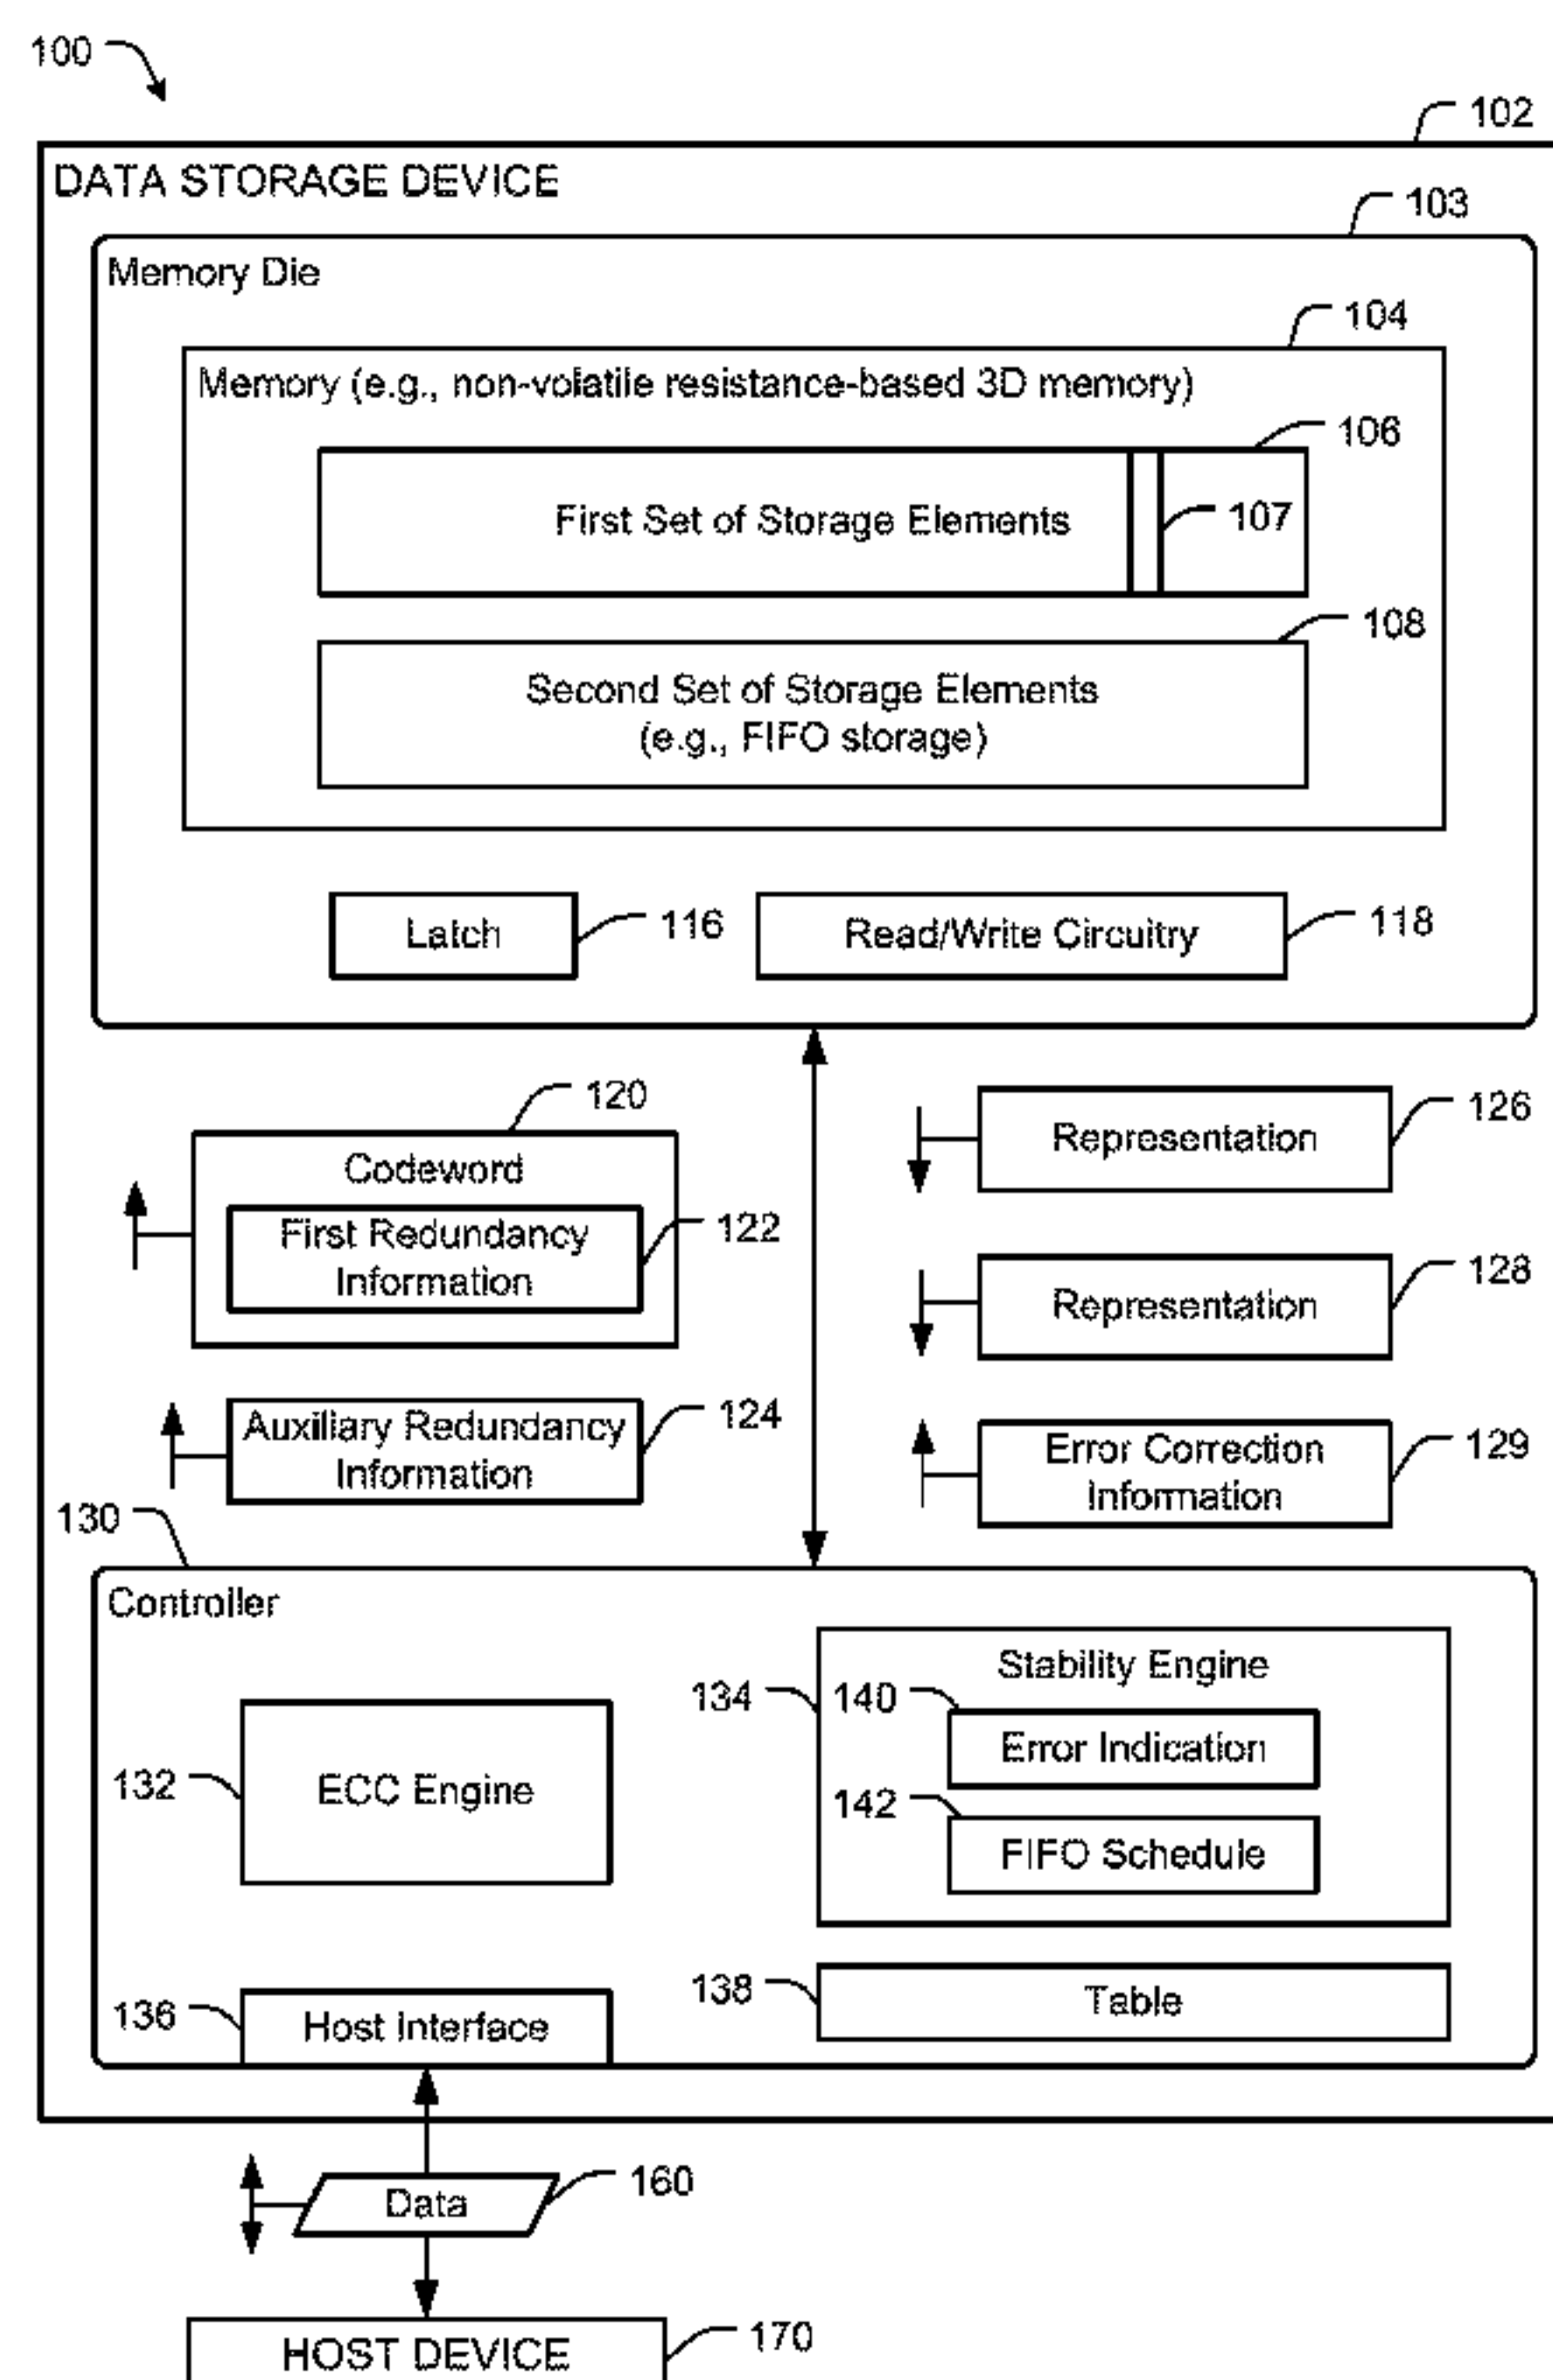 100
102
DATA STORAGE DEVICE
103
Memory Die
104
Memory (e.g., non-volatile resistance-based 3D memory)
106
First Set of Storage Elements
107
108
Second Set of Storage Elements
(e.g., FIFO storage)
Latch
116
Read/Write Circuitry
118
120
Codeword
First Redundancy
Information
122
Auxiliary Redundancy
Information
124
126
Representation
128
Representation
129
Error Correction
Information
130
Controller
132
ECC Engine
134
Stability Engine
140
Error Indication
142
FIFO Schedule
136
Host Interface
138
Table
Data
160
HOST DEVICE
170